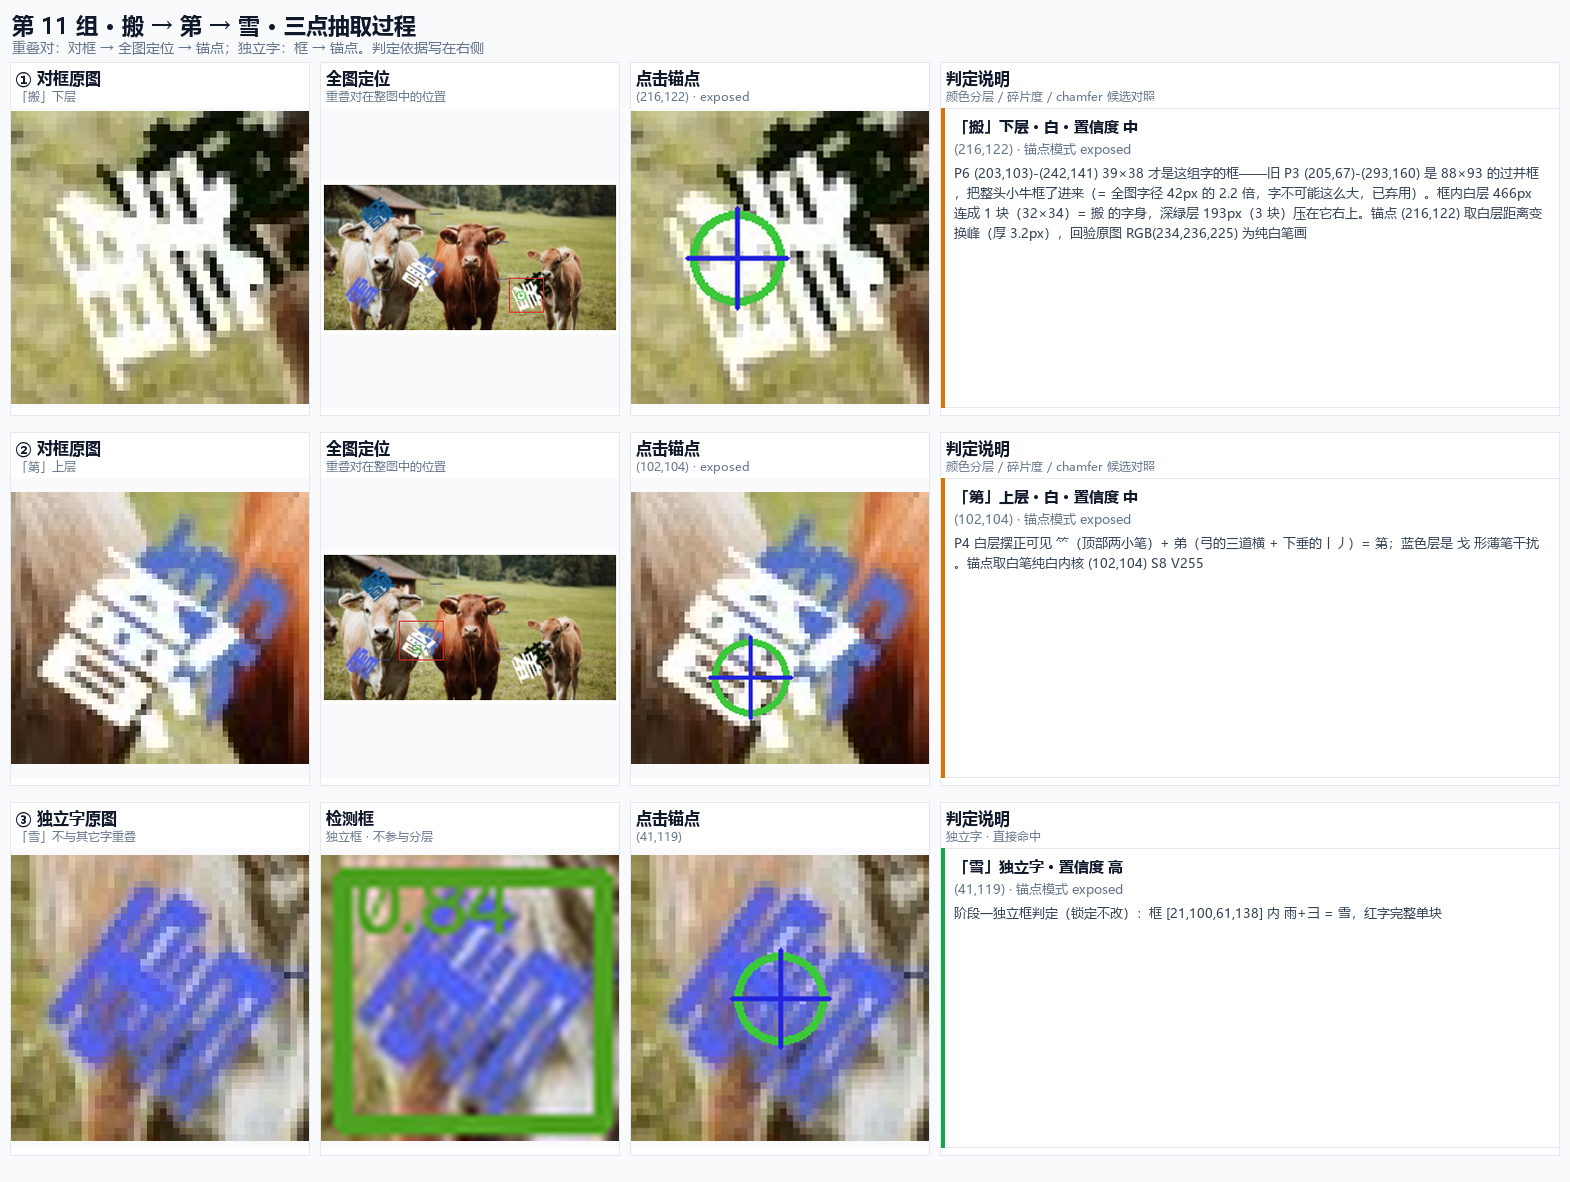 第 11 组 · 搬 → 第 → 雪 · 三点抽取过程
重叠对：对框 → 全图定位 → 锚点；独立字：框 → 锚点。判定依据写在右侧
① 对框原图
「搬」下层
全图定位
重叠对在整图中的位置
点击锚点
(216,122) · exposed
判定说明
颜色分层 / 碎片度 / chamfer 候选对照
「搬」下层 · 白 · 置信度 中
(216,122) · 锚点模式 exposed
P6 (203,103)-(242,141) 39×38 才是这组字的框——旧 P3 (205,67)-(293,160) 是 88×93 的过并框
，把整头小牛框了进来（= 全图字径 42px 的 2.2 倍，字不可能这么大，已弃用）。框内白层 466px
连成 1 块（32×34）= 搬 的字身，深绿层 193px（3 块）压在它右上。锚点 (216,122) 取白层距离变
换峰（厚 3.2px），回验原图 RGB(234,236,225) 为纯白笔画
② 对框原图
「第」上层
全图定位
重叠对在整图中的位置
点击锚点
(102,104) · exposed
判定说明
颜色分层 / 碎片度 / chamfer 候选对照
「第」上层 · 白 · 置信度 中
(102,104) · 锚点模式 exposed
P4 白层摆正可见 ⺮（顶部两小笔）+ 弟（弓的三道横 + 下垂的丨丿）= 第；蓝色层是 戈 形薄笔干扰
。锚点取白笔纯白内核 (102,104) S8 V255
③ 独立字原图
「雪」不与其它字重叠
检测框
独立框 · 不参与分层
0.84
点击锚点
(41,119)
判定说明
独立字 · 直接命中
「雪」独立字 · 置信度 高
(41,119) · 锚点模式 exposed
阶段一独立框判定（锁定不改）：框 [21,100,61,138] 内 雨+彐 = 雪，红字完整单块